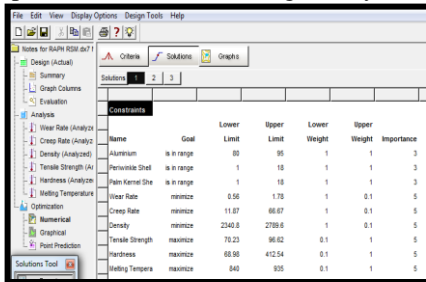 File Edit View Display Options Design Tools Help
Notes for RAPH RSM.dx7 f
Design (Actual)
Summary
Graph Columns
Evaluation
Analysis
Wear Rate (Analyze
Creep Rate (Analyzed)
Density (Analyzed)
Tensile Strength (Ar
Hardness (Analyzed
Melting Temperature
Optimization
Numerical
Graphical
Point Prediction
Solutions Tool
Criteria Solutions Graphs
Solutions 1 2 3
Constraints
Lower Upper Lower Upper
Name Goal Limit Limit Weight Weight Importance
Aluminium is in range 80 95 1 1 3
Periwinkle Shell is in range 1 18 1 1 3
Palm Kernel She is in range 1 18 1 1 3
Wear Rate minimize 0.56 1.78 1 0.1 5
Creep Rate minimize 11.87 66.67 1 0.1 5
Density minimize 2340.8 2789.6 1 0.1 5
Tensile Strength maximize 70.23 96.62 0.1 1 5
Hardness maximize 68.98 412.54 0.1 1 5
Melting Tempera maximize 840 935 0.1 1 5